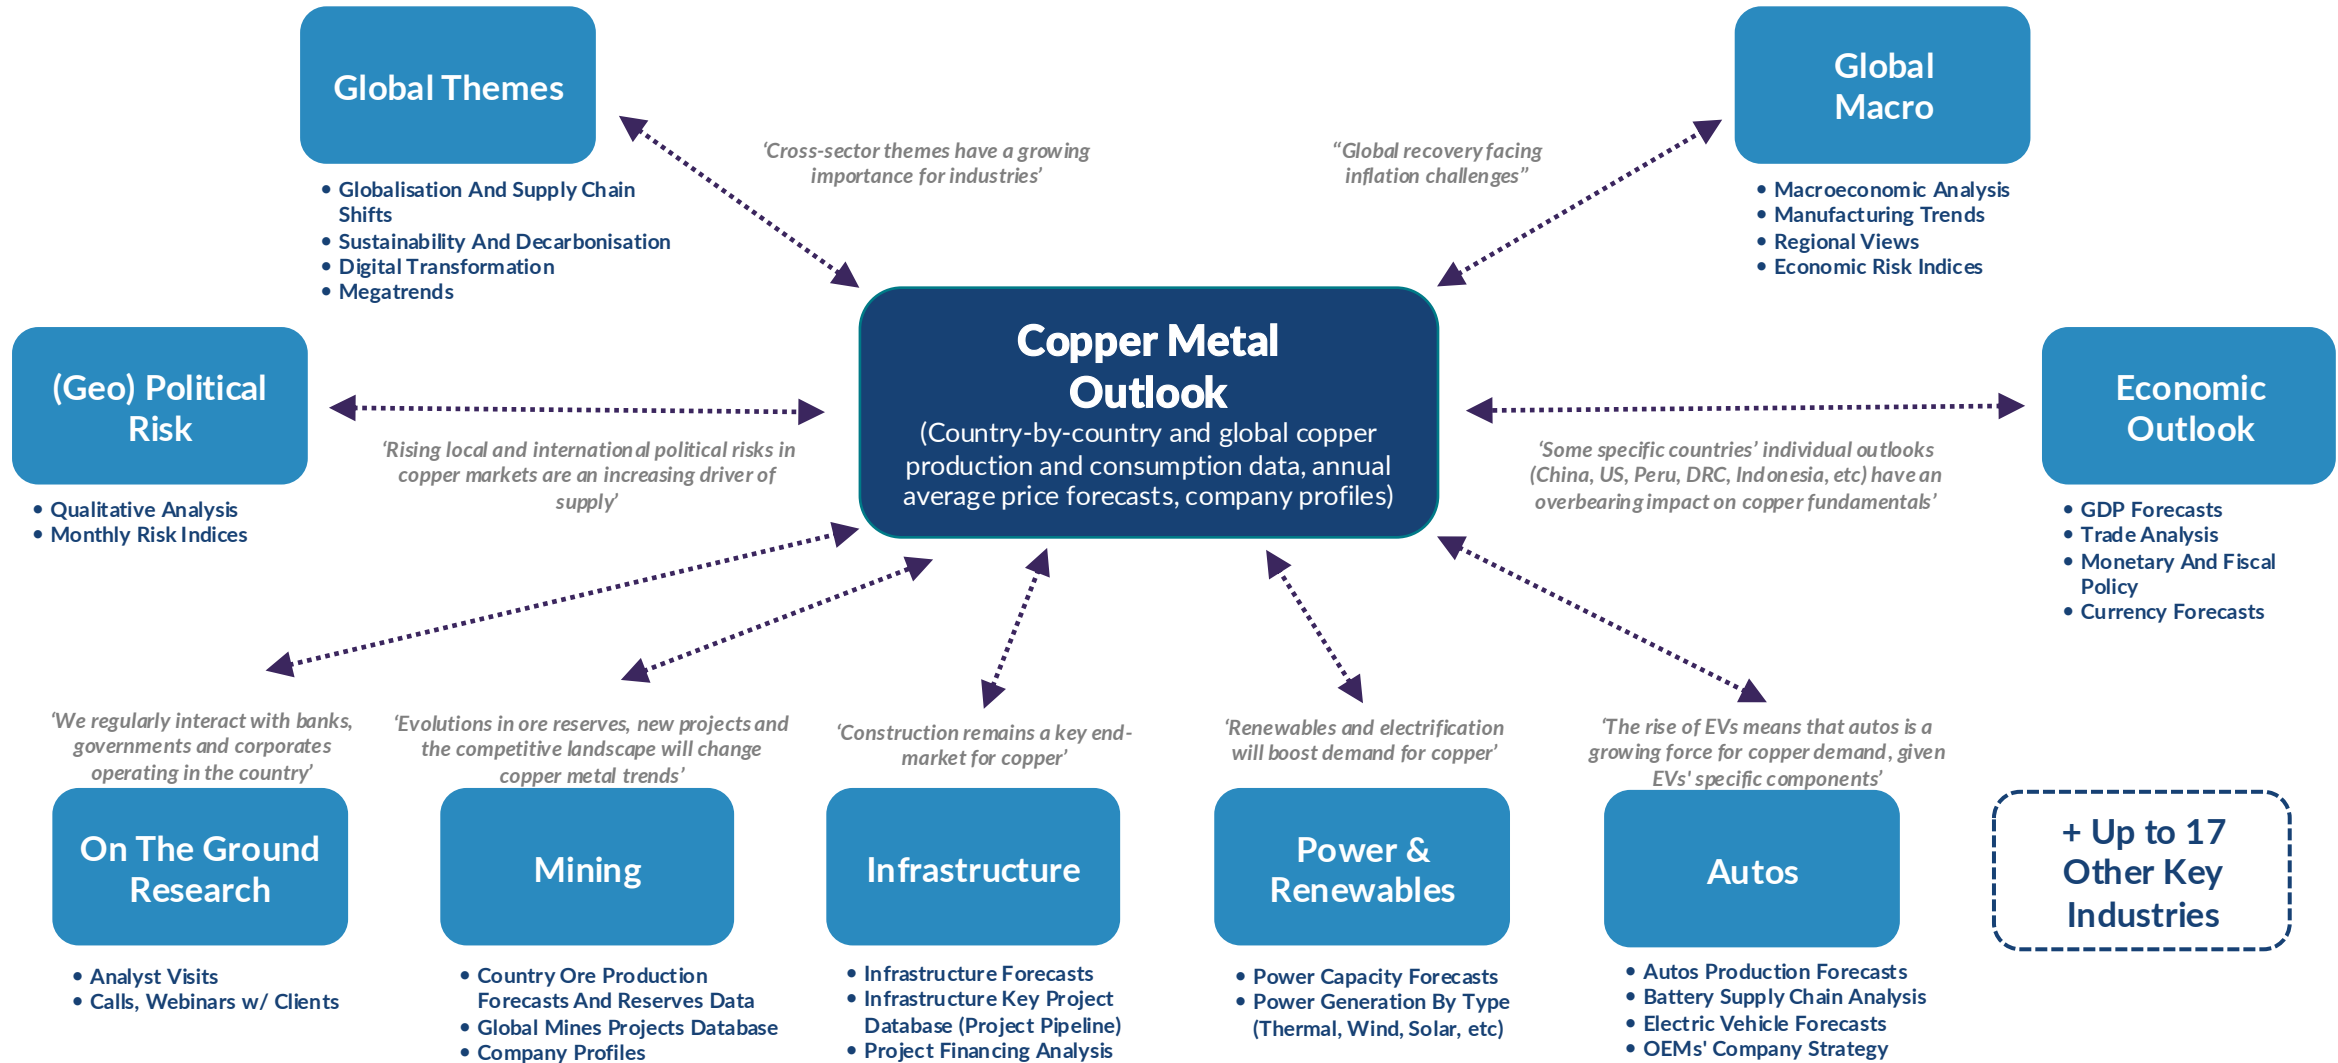 Global Themes
• Globalisation And Supply Chain
Shifts
• Sustainability And Decarbonisation
• Digital Transformation
• Megatrends
‘Cross-sector themes have a growing
importance for industries’
“Global recovery facing
inflation challenges”
Global
Macro
• Macroeconomic Analysis
• Manufacturing Trends
• Regional Views
• Economic Risk Indices
(Geo) Political
Risk
• Qualitative Analysis
• Monthly Risk Indices
‘Rising local and international political risks in
copper markets are an increasing driver of
supply’
Copper Metal
Outlook
(Country-by-country and global copper
production and consumption data, annual
average price forecasts, company profiles)
‘Some specific countries’ individual outlooks
(China, US, Peru, DRC, Indonesia, etc) have an
overbearing impact on copper fundamentals’
Economic
Outlook
• GDP Forecasts
• Trade Analysis
• Monetary And Fiscal
Policy
• Currency Forecasts
‘We regularly interact with banks,
governments and corporates
operating in the country’
On The Ground
Research
• Analyst Visits
• Calls, Webinars w/ Clients
‘Evolutions in ore reserves, new projects and
the competitive landscape will change
copper metal trends’
Mining
• Country Ore Production
Forecasts And Reserves Data
• Global Mines Projects Database
• Company Profiles
‘Construction remains a key end-
market for copper’
Infrastructure
• Infrastructure Forecasts
• Infrastructure Key Project
Database (Project Pipeline)
• Project Financing Analysis
‘Renewables and electrification
will boost demand for copper’
Power &
Renewables
• Power Capacity Forecasts
• Power Generation By Type
(Thermal, Wind, Solar, etc)
‘The rise of EVs means that autos is a
growing force for copper demand, given
EVs' specific components’
Autos
• Autos Production Forecasts
• Battery Supply Chain Analysis
• Electric Vehicle Forecasts
• OEMs' Company Strategy
+ Up to 17
Other Key
Industries